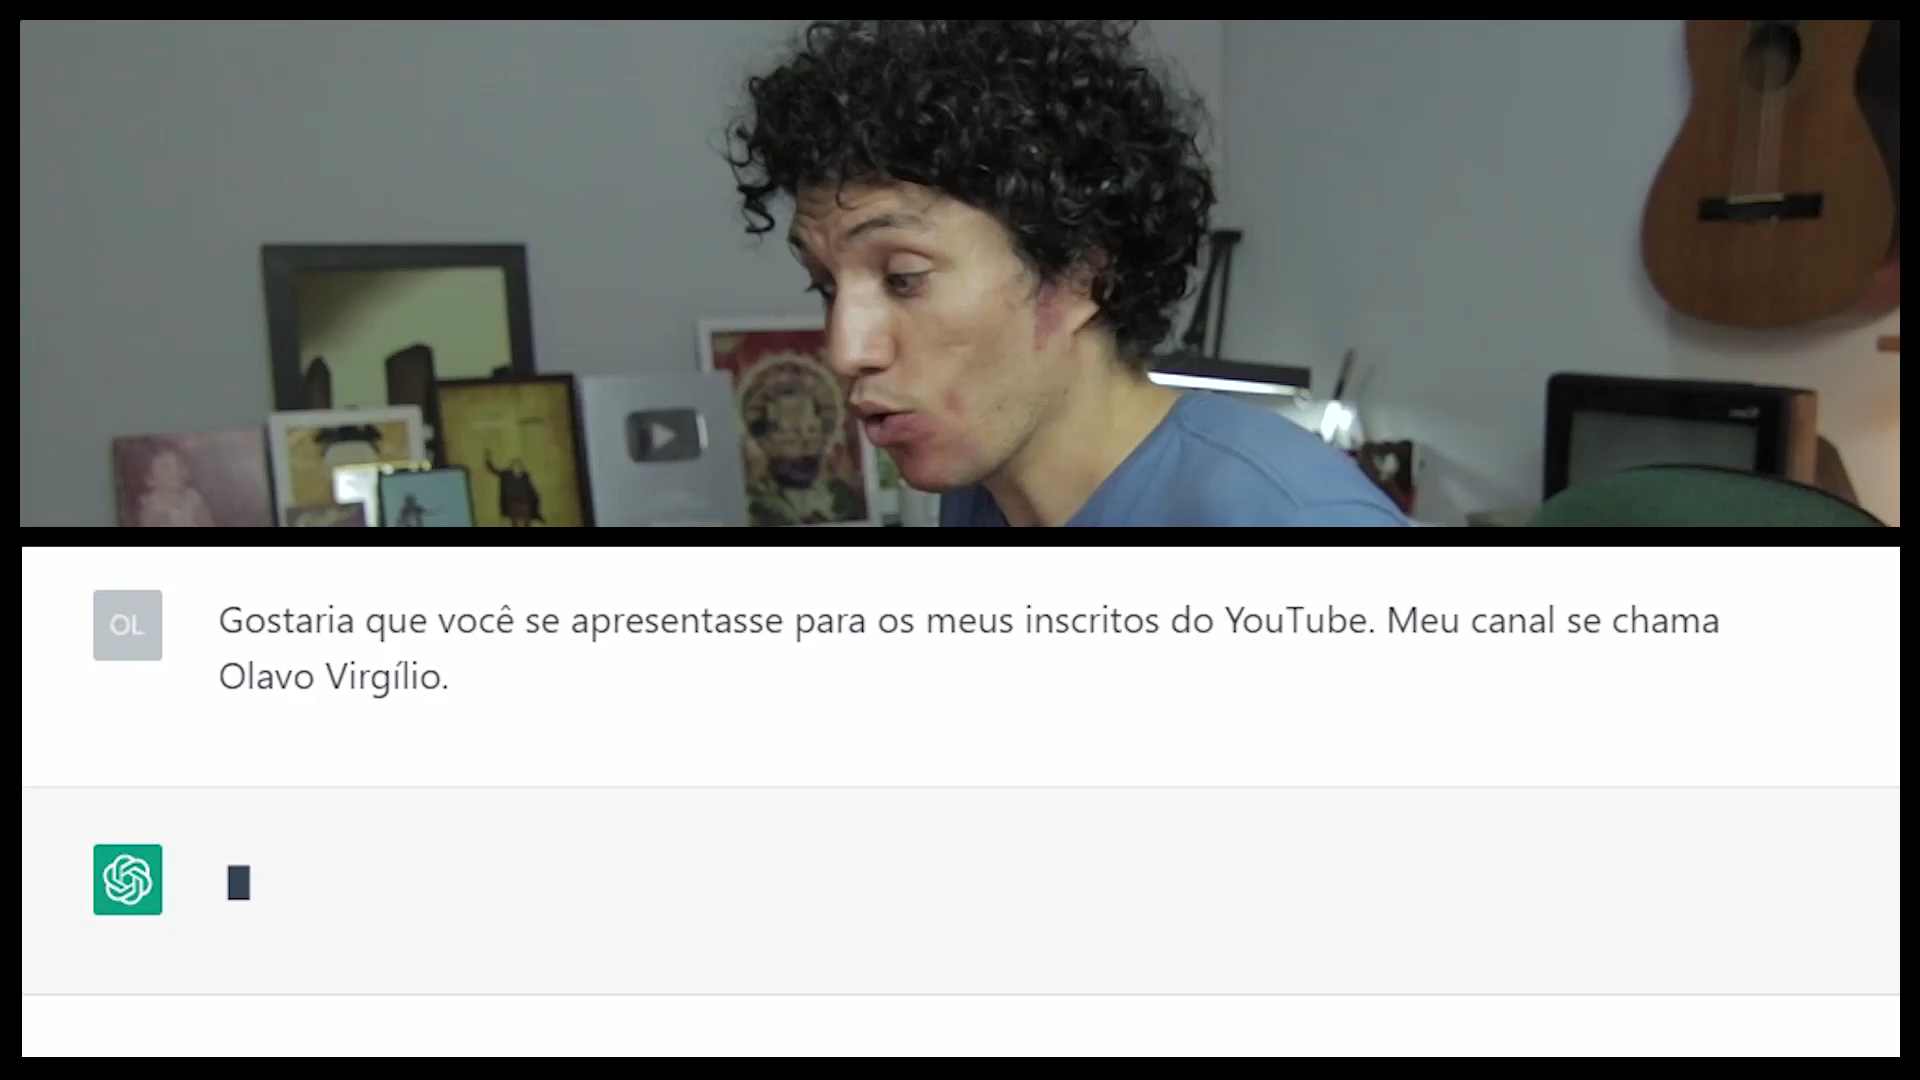 OL
Gostaria que você se apresentasse para os meus inscritos do YouTube. Meu canal se chama
Olavo Virgílio.